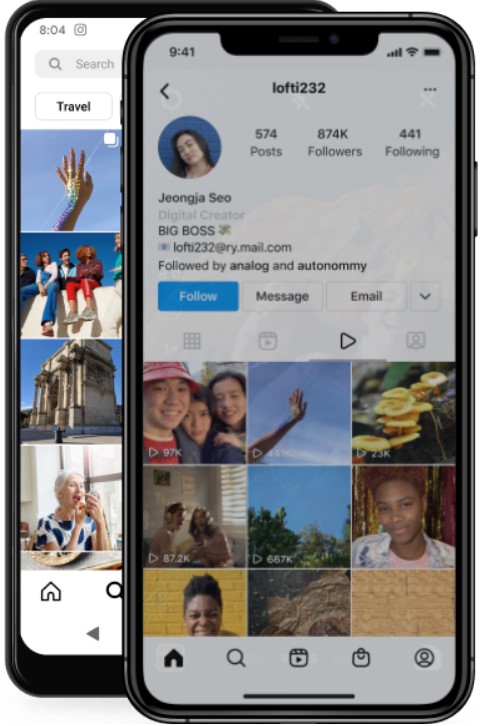 8:04
Search
Travel
9:41
lofti232
574 874K 441
Posts Followers Following
Jeongja Seo
Digital Creator
BIG BOSS
lofti232@ry.mail.com
Followed by analog and autonommy
Follow Message Email
97K 441K 23K
87.2K 667K